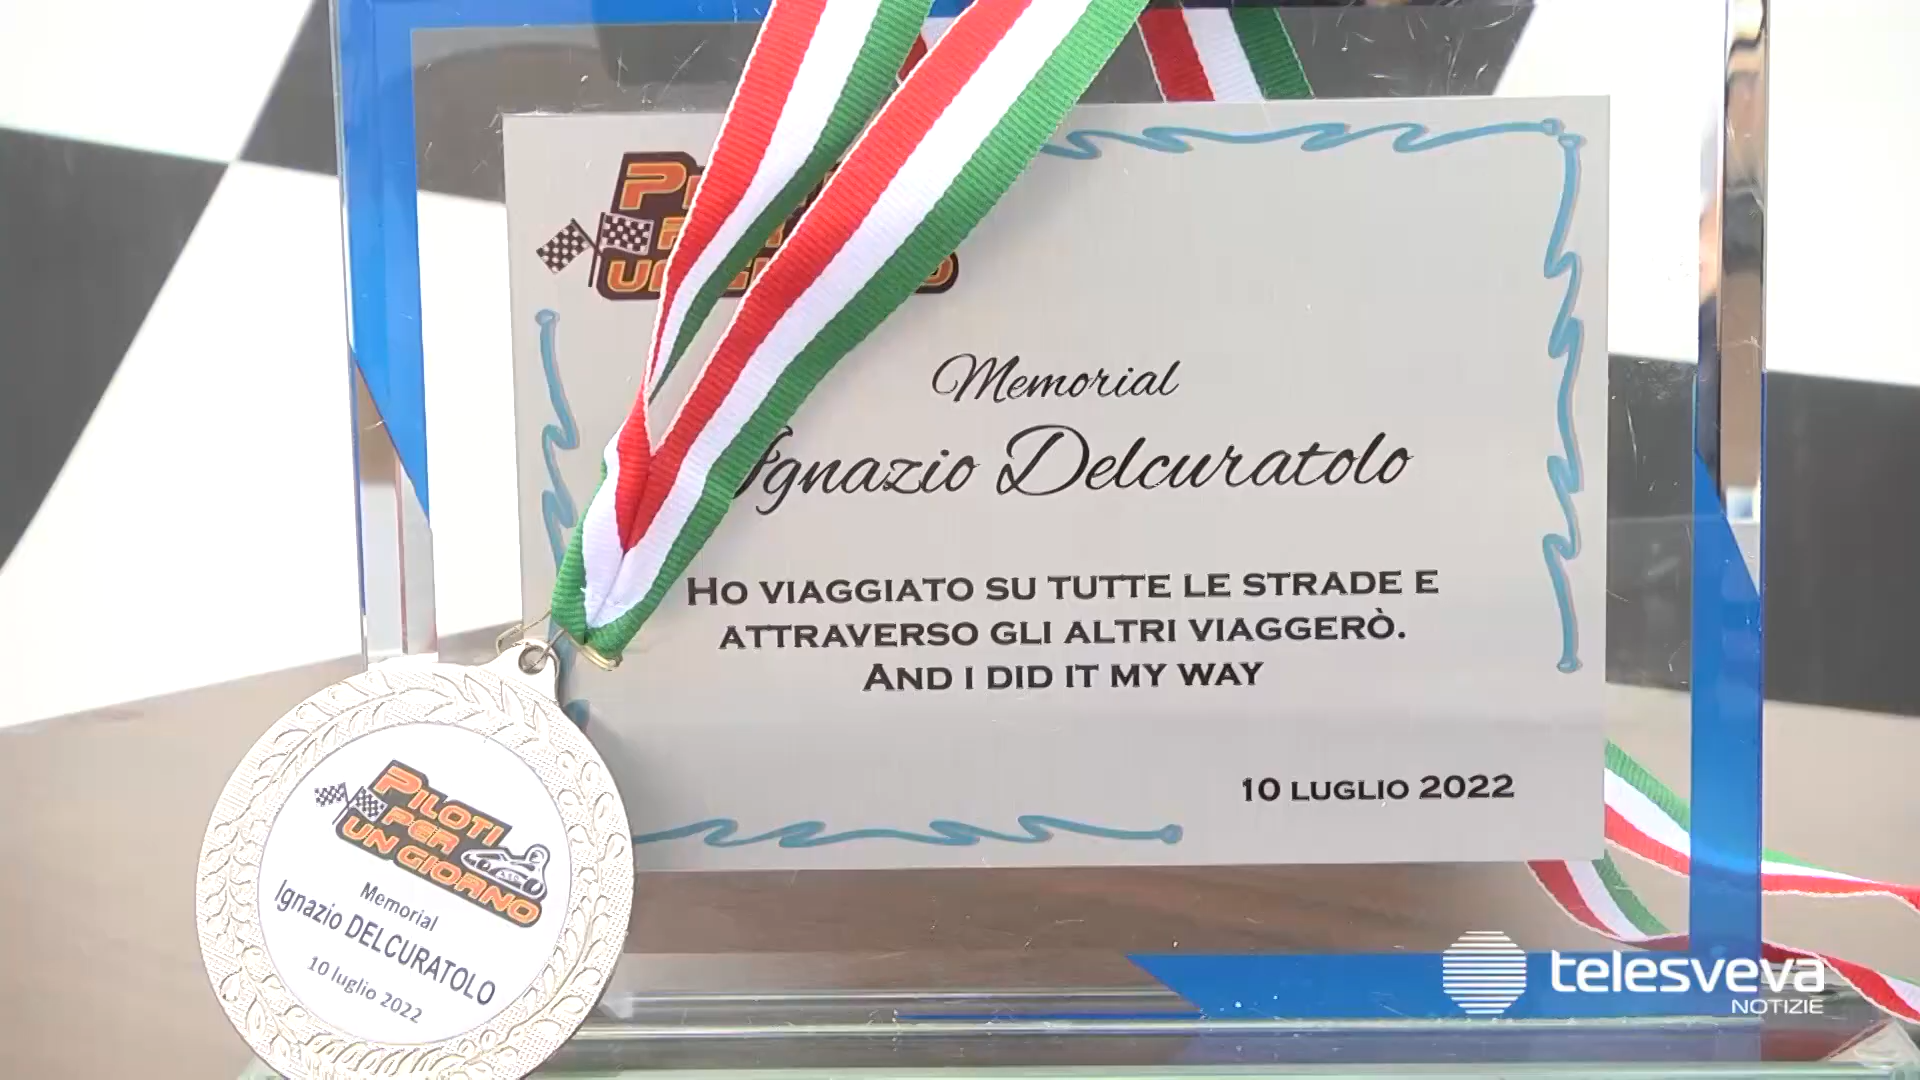 Memorial
Ignazio Delcuratolo
HO VIAGGIATO SU TUTTE LE STRADE E
ATTRAVERSO GLI ALTRI VIAGGERÒ.
AND I DID IT MY WAY
10 LUGLIO 2022
PILOTI
PER
UN GIORNO
Memorial
Ignazio DELCURATOLO
10 luglio 2022
telesveva
NOTIZIE